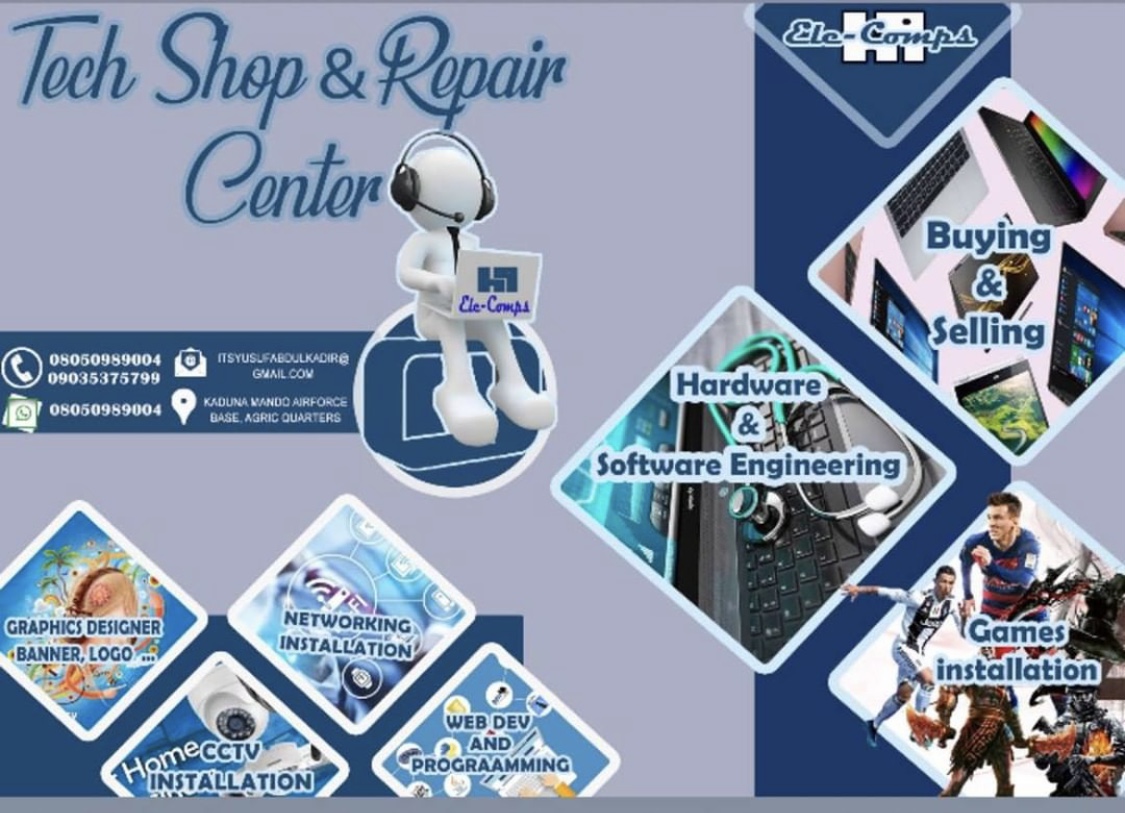 Tech Shop & Repair
Center
Ele-Comps
08050989004
09035375799
08050989004
ITSYUSUFABDULKADIR@
GMAIL.COM
KADUNA MANDO AIRFORCE
BASE, AGRIC QUARTERS
Ele-Comps
Buying
&
Selling
Hardware
&
Software Engineering
Games
installation
GRAPHICS DESIGNER
BANNER, LOGO ...
NETWORKING
INSTALLATION
Home
CCTV
INSTALLATION
WEB DEV
AND
PROGRAAMMING